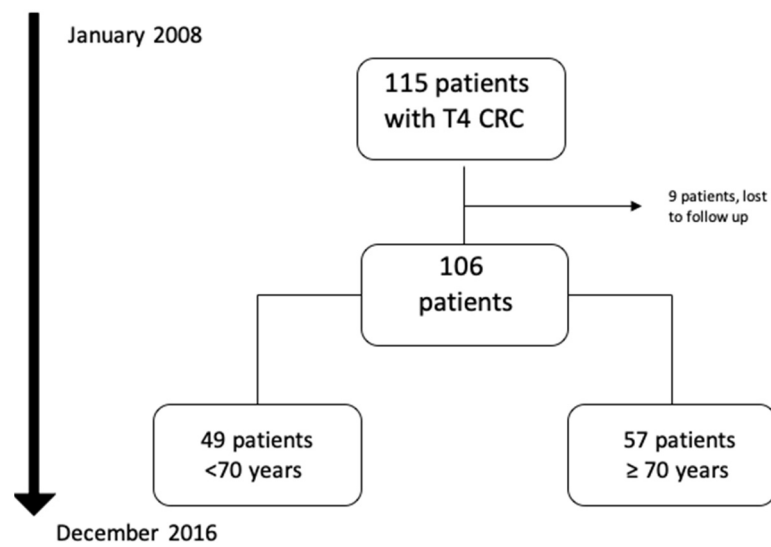 January 2008
115 patients
with T4 CRC
9 patients, lost
to follow up
106
patients
49 patients
<70 years
57 patients
≥ 70 years
December 2016